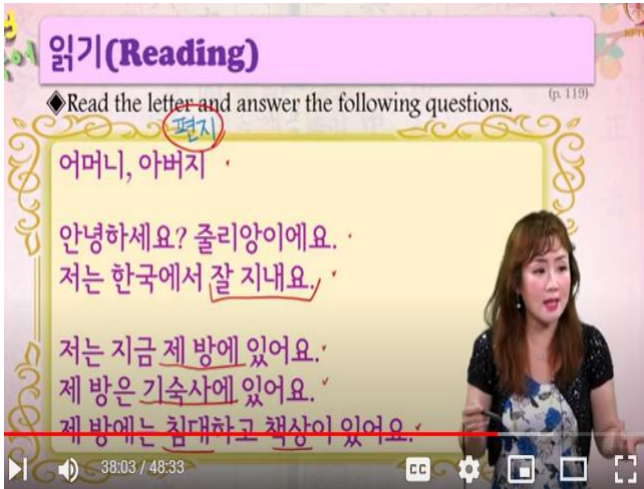 읽기(Reading)
◆Read the letter and answer the following questions.
(p. 119)
편지
어머니, 아버지
안녕하세요? 줄리앙이에요.
저는 한국에서 잘 지내요.
저는 지금 제 방에 있어요.
제 방은 기숙사에 있어요.
제 방에는 침대하고 책상이 있어요.
38:03 / 48:33
CC